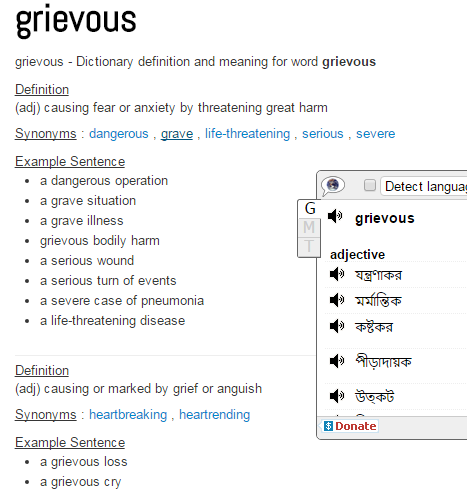 grievous
grievous - Dictionary definition and meaning for word grievous
Definition
(adj) causing fear or anxiety by threatening great harm
Synonyms : dangerous , grave , life-threatening , serious , severe
Example Sentence
a dangerous operation
a grave situation
a grave illness
grievous bodily harm
a serious wound
a serious turn of events
a severe case of pneumonia
a life-threatening disease
Definition
(adj) causing or marked by grief or anguish
Synonyms : heartbreaking , heartrending
Example Sentence
a grievous loss
a grievous cry
Detect languag
G
M
T
grievous
adjective
যন্ত্রণাকর
মর্মান্তিক
কষ্টকর
পীড়াদায়ক
উত্কট
$ Donate